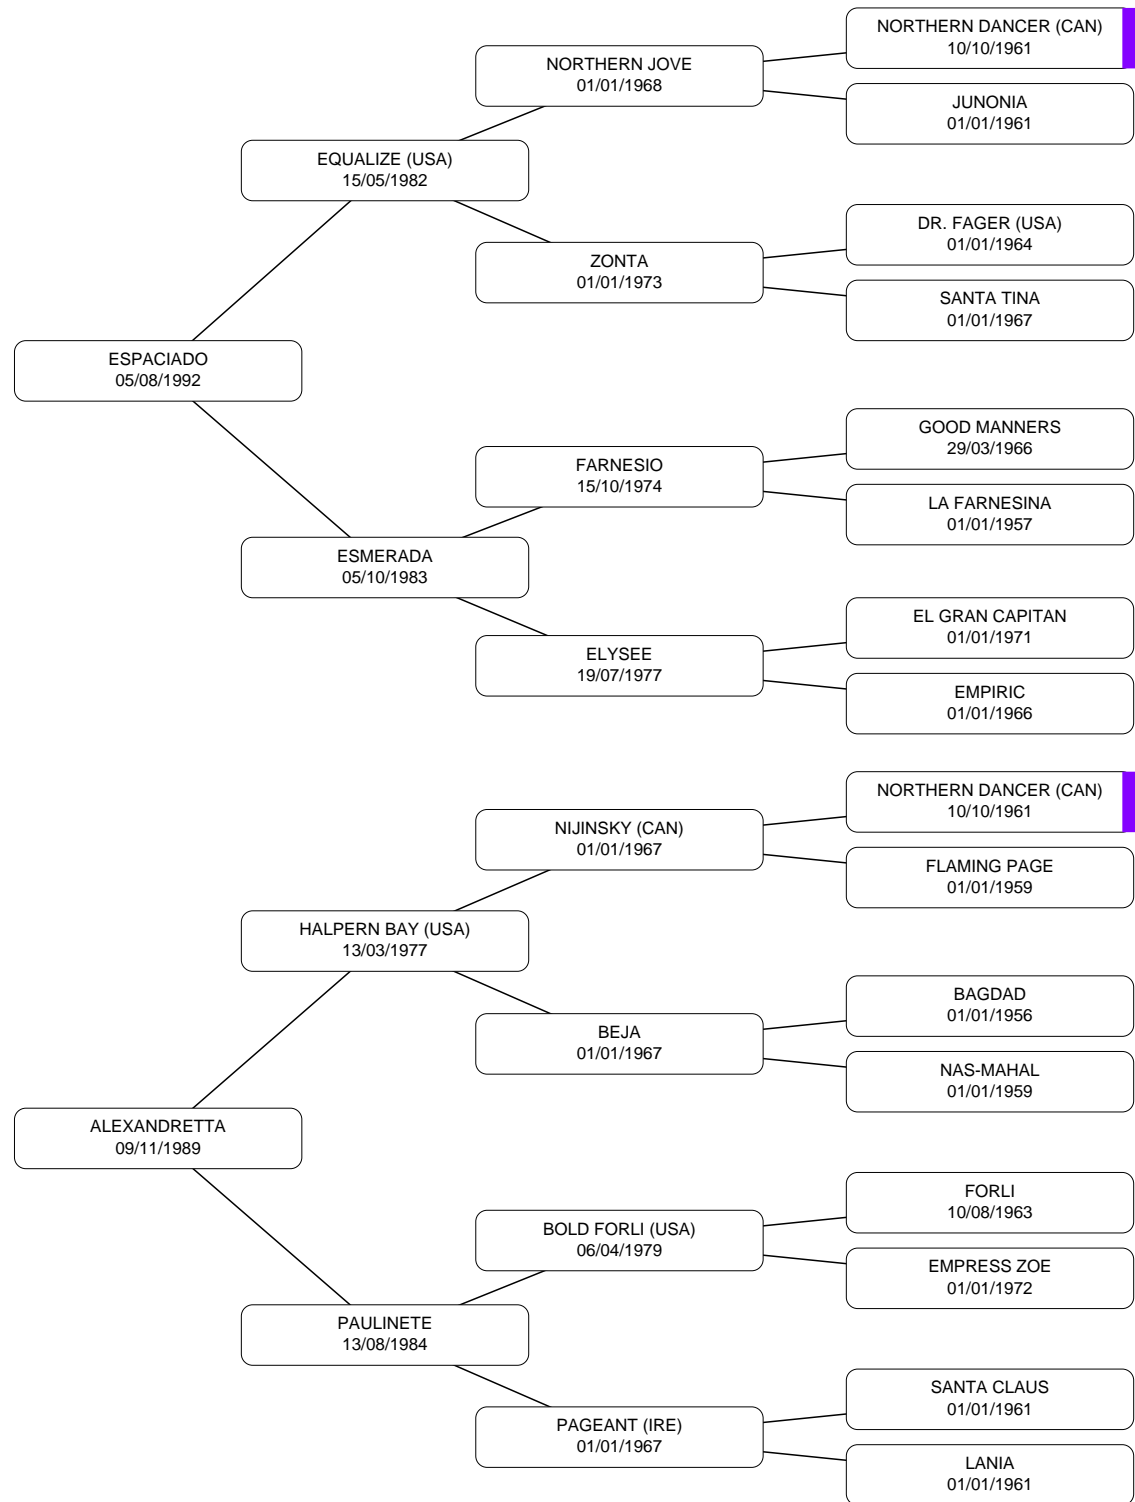 NORTHERN DANCER (CAN)
10/10/1961
NORTHERN JOVE
01/01/1968
JUNONIA
01/01/1961
EQUALIZE (USA)
15/05/1982
DR. FAGER (USA)
01/01/1964
ZONTA
01/01/1973
SANTA TINA
01/01/1967
ESPACIADO
05/08/1992
GOOD MANNERS
29/03/1966
FARNESIO
15/10/1974
LA FARNESINA
01/01/1957
ESMERADA
05/10/1983
EL GRAN CAPITAN
01/01/1971
ELYSEE
19/07/1977
EMPIRIC
01/01/1966
NORTHERN DANCER (CAN)
10/10/1961
NIJINSKY (CAN)
01/01/1967
FLAMING PAGE
01/01/1959
HALPERN BAY (USA)
13/03/1977
BAGDAD
01/01/1956
BEJA
01/01/1967
NAS-MAHAL
01/01/1959
ALEXANDRETTA
09/11/1989
FORLI
10/08/1963
BOLD FORLI (USA)
06/04/1979
EMPRESS ZOE
01/01/1972
PAULINETE
13/08/1984
SANTA CLAUS
01/01/1961
PAGEANT (IRE)
01/01/1967
LANIA
01/01/1961